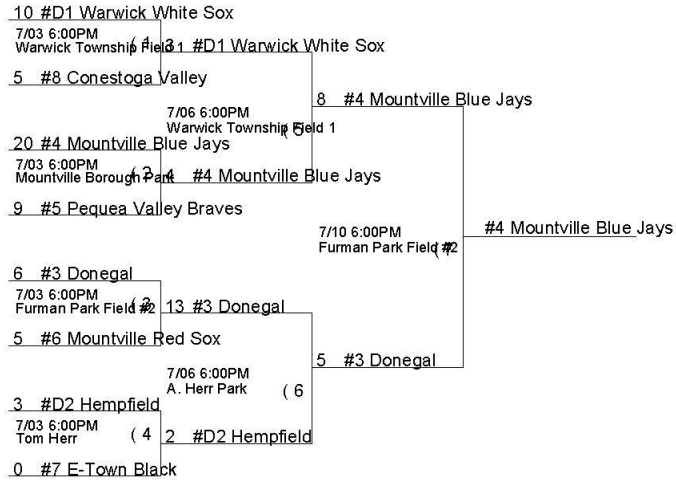 10 #D1 Warwick White Sox
7/03 6:00PM
Warwick Township Field 1
( 1
3 #D1 Warwick White Sox
5 #8 Conestoga Valley
7/06 6:00PM
Warwick Township Field 1
( 5
8 #4 Mountville Blue Jays
20 #4 Mountville Blue Jays
7/03 6:00PM
Mountville Borough Park
( 2
4 #4 Mountville Blue Jays
9 #5 Pequea Valley Braves
7/10 6:00PM
Furman Park Field #2
( 7
#4 Mountville Blue Jays
6 #3 Donegal
7/03 6:00PM
Furman Park Field #2
( 3
13 #3 Donegal
5 #6 Mountville Red Sox
7/06 6:00PM
A. Herr Park
( 6
5 #3 Donegal
3 #D2 Hempfield
7/03 6:00PM
Tom Herr
( 4
2 #D2 Hempfield
0 #7 E-Town Black